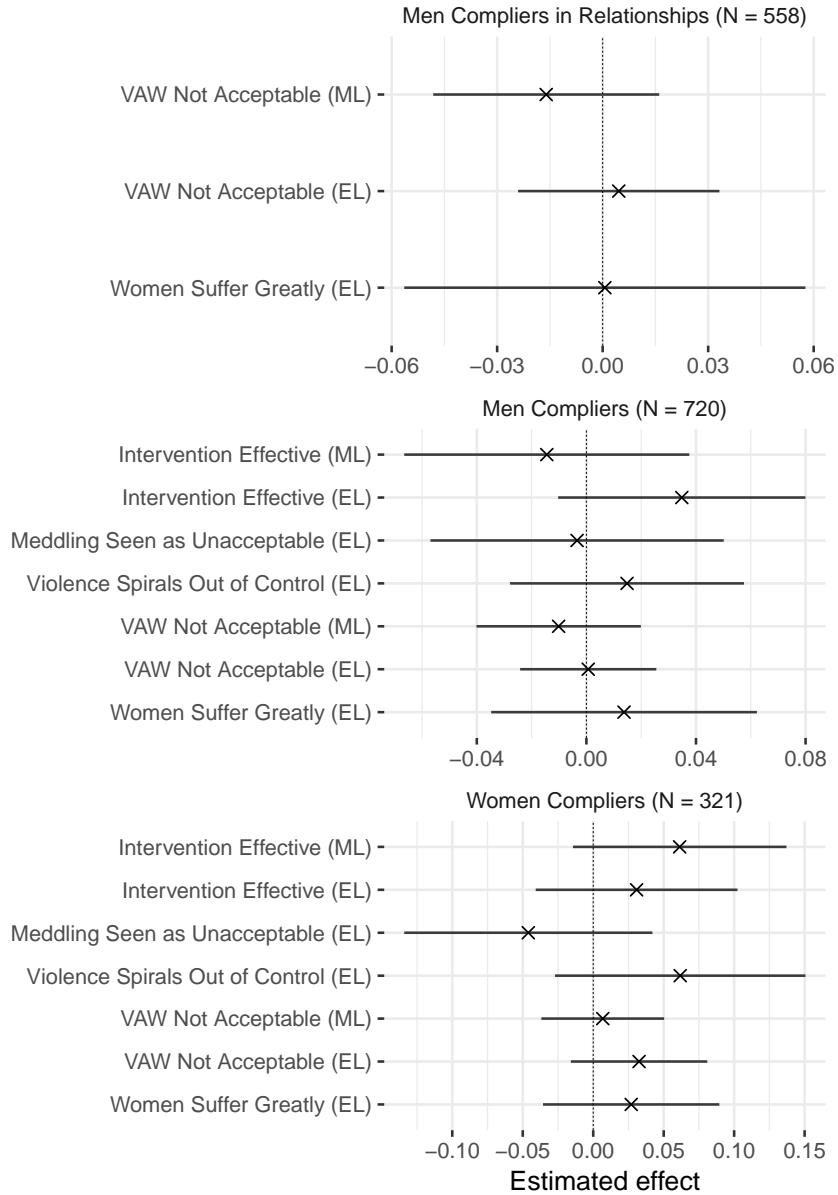 Men Compliers in Relationships (N = 558)
VAW Not Acceptable (ML)
VAW Not Acceptable (EL)
Women Suffer Greatly (EL)
−0.06 −0.03 0.00 0.03 0.06
Men Compliers (N = 720)
Intervention Effective (ML)
Intervention Effective (EL)
Meddling Seen as Unacceptable (EL)
Violence Spirals Out of Control (EL)
VAW Not Acceptable (ML)
VAW Not Acceptable (EL)
Women Suffer Greatly (EL)
−0.04 0.00 0.04 0.08
Women Compliers (N = 321)
Intervention Effective (ML)
Intervention Effective (EL)
Meddling Seen as Unacceptable (EL)
Violence Spirals Out of Control (EL)
VAW Not Acceptable (ML)
VAW Not Acceptable (EL)
Women Suffer Greatly (EL)
−0.10 −0.05 0.00 0.05 0.10 0.15
Estimated effect